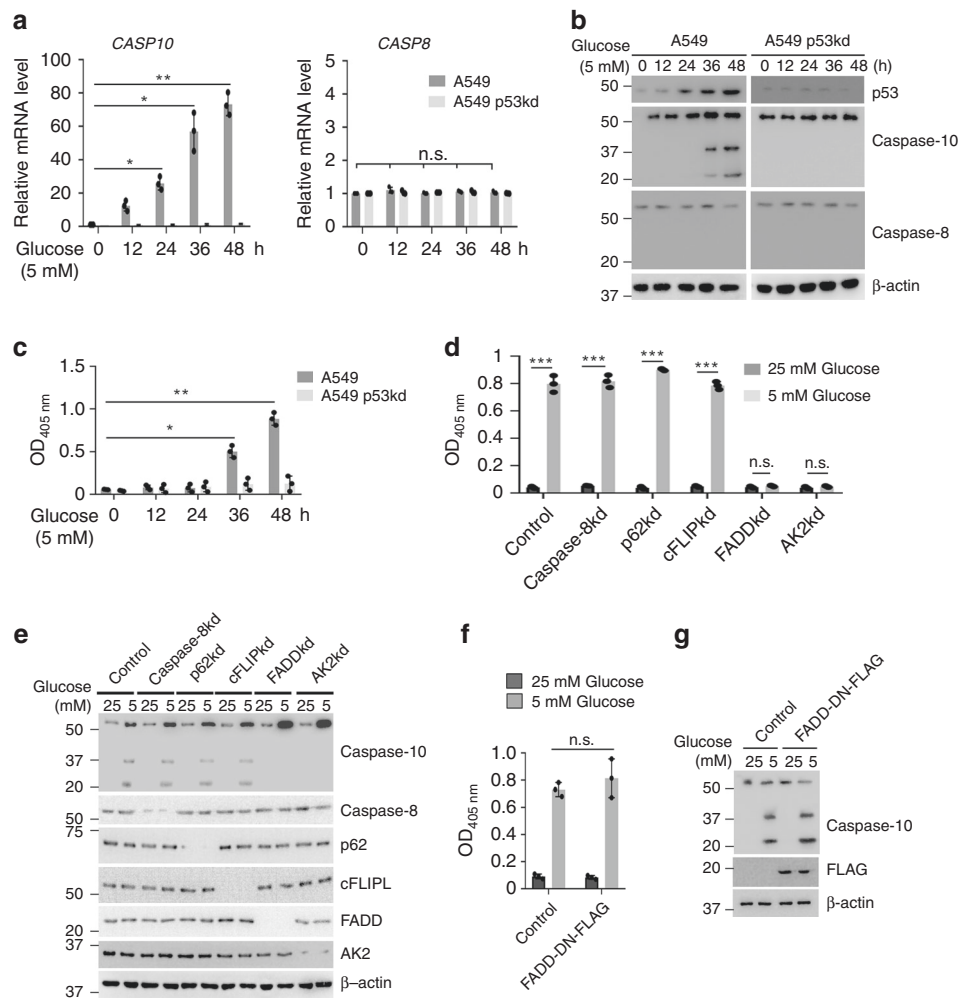 a
CASP10
Relative mRNA level
100
80
60
40
20
0
**
*
*
0 12 24 36 48 h
Glucose
(5 mM)
CASP8
Relative mRNA level
5
4
3
2
1
0
A549
A549 p53kd
n.s.
0 12 24 36 48 h
b
Glucose
(5 mM)
A549
A549 p53kd
0 12 24 36 48
0 12 24 36 48 (h)
50
p53
50
37
20
Caspase-10
50
20
Caspase-8
37
β-actin
c
OD405 nm
1.5
1.0
0.5
0
A549
A549 p53kd
**
*
Glucose
(5 mM)
0 12 24 36 48 h
d
OD405 nm
1
0.8
0.6
0.4
0.2
0
*** *** *** *** n.s. n.s.
25 mM Glucose
5 mM Glucose
Control
Caspase-8kd
p62kd
cFLIPkd
FADDkd
AK2kd
e
Control
Caspase-8kd
p62kd
cFLIPkd
FADDkd
AK2kd
Glucose
(mM)
25 5 25 5 25 5 25 5 25 5 25 5
50
37
20
Caspase-10
50
Caspase-8
75
p62
50
cFLIPL
20
FADD
37
AK2
37
β–actin
f
25 mM Glucose
5 mM Glucose
n.s.
OD405 nm
1.0
0.8
0.6
0.4
0.2
0
Control
FADD-DN-FLAG
g
Control
FADD-DN-FLAG
Glucose
(mM)
25 5 25 5
50
37
20
Caspase-10
20
FLAG
37
β-actin